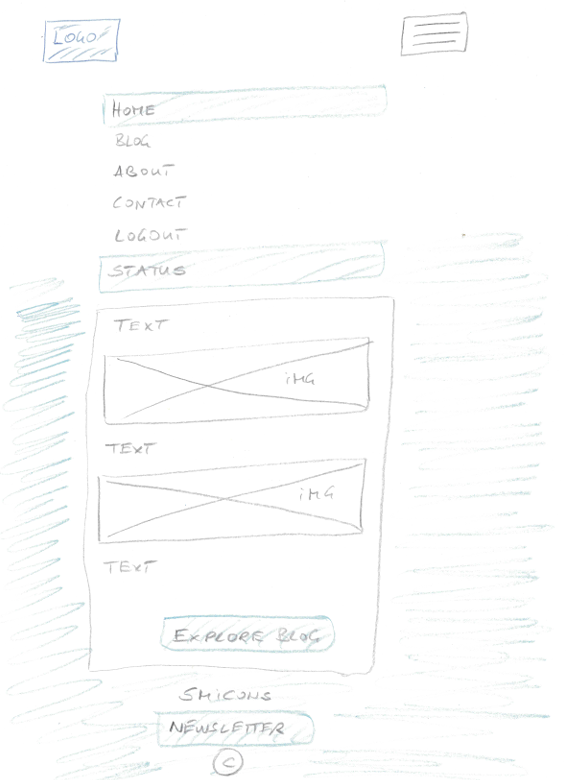 LOGO
HOME
BLOG
ABOUT
CONTACT
LOGOUT
STATUS
TEXT
IMG
TEXT
IMG
TEXT
EXPLORE BLOG
SMICONS
NEWSLETTER
C